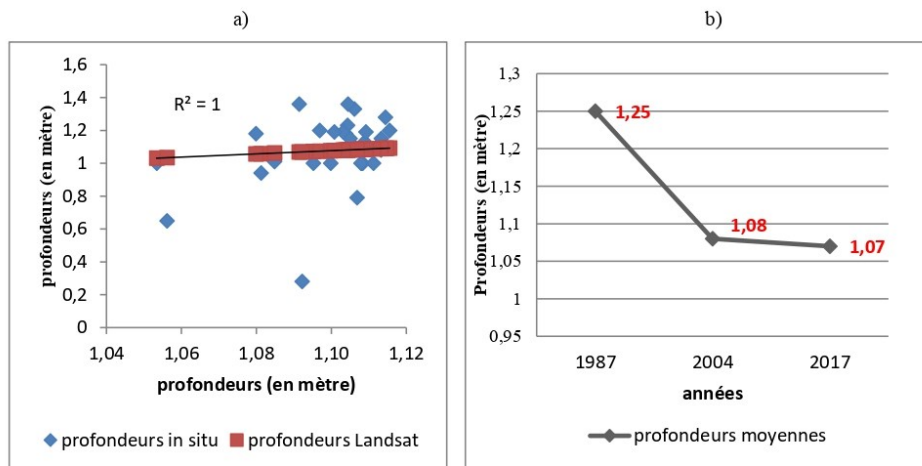 a)
1,6
1,4
1,2
1
0,8
0,6
0,4
0,2
0
R² = 1
profondeurs (en mètre)
1,04 1,06 1,08 1,10 1,12
profondeurs (en mètre)
profondeurs in situ profondeurs Landsat
b)
1,3
1,25
1,2
1,15
1,1
1,05
1
0,95
Profondeurs (en mètre)
1,25
1,08
1,07
1987 2004 2017
années
profondeurs moyennes